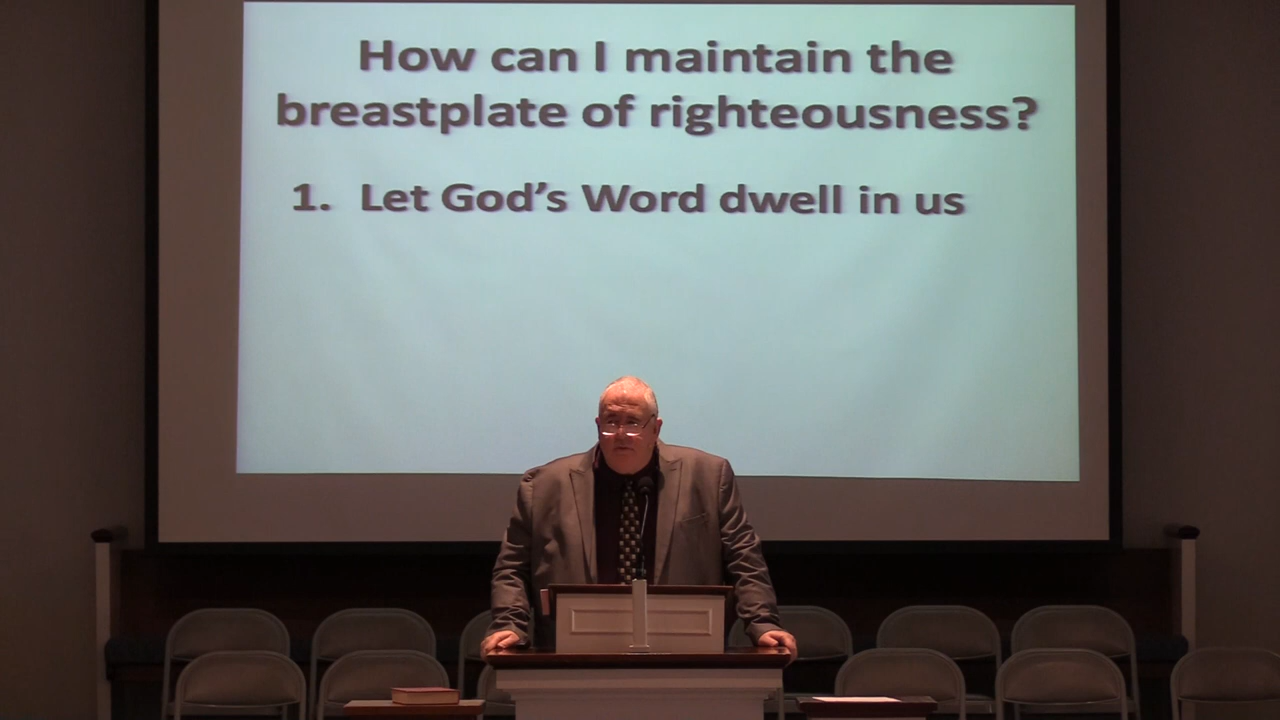 How can I maintain the
breastplate of righteousness?
1. Let God's Word dwell in us